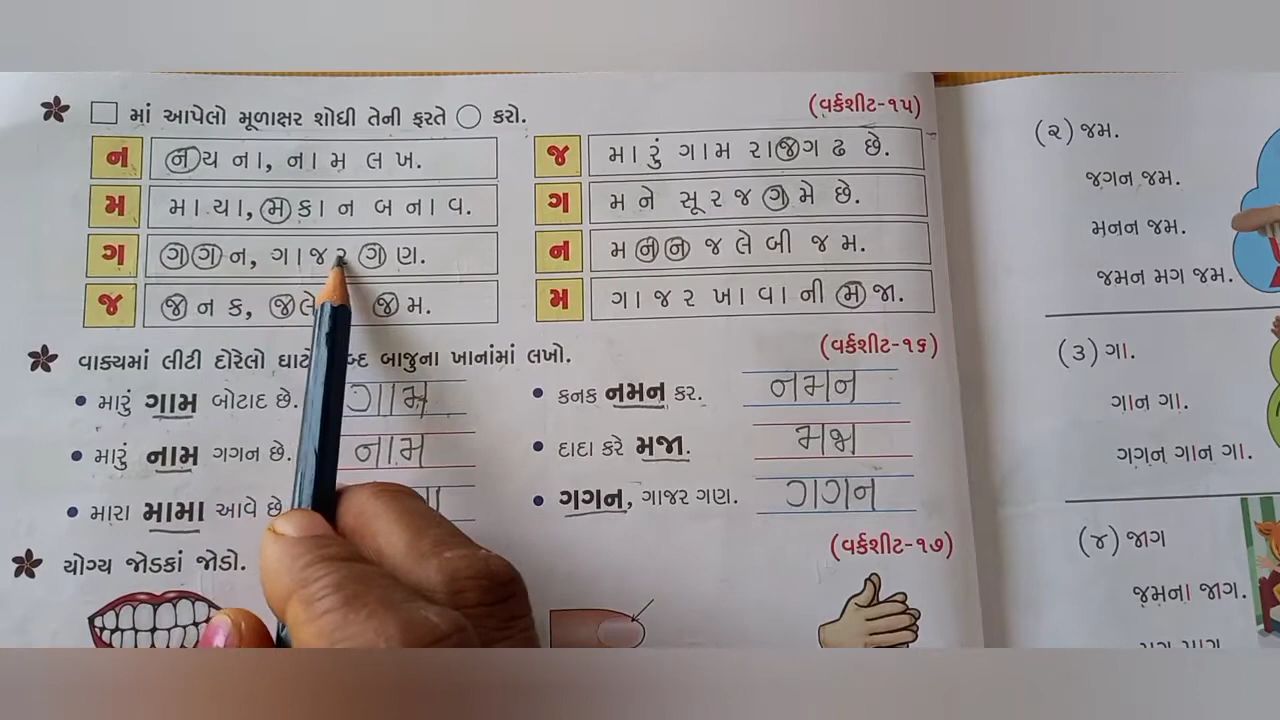 □ માં આપેલો મૂળાક્ષર શોધી તેની ફરતે ○ કરો. (વર્કશીટ-૧૫)
ન નયના, નામ લખ.
મ માયા, મકાન બનાવ.
ગ ગગન, ગાજર ગણ.
જ જનક, જલે જમ.
જ મારું ગામ રાજગઢ છે.
ગ મને સૂરજ ગમે છે.
ન મનન જલેબી જમ.
મ ગાજર ખાવાની મજા.
વાક્યમાં લીટી દોરેલો ઘાટો બ્દ બાજુના ખાનાંમાં લખો. (વર્કશીટ-૧૬)
• મારું ગામ બોટાદ છે. ગામ
• મારું નામ ગગન છે. નામ
• મારા મામા આવે છે
• કનક નમન કર. નમન
• દાદા કરે મજા. મજા
• ગગન, ગાજર ગણ. ગગન
યોગ્ય જોડકાં જોડો. (વર્કશીટ-૧૭)
(૨) જમ.
જગન જમ.
મનન જમ.
જમન મગ જમ.
(૩) ગા.
ગાન ગા.
ગગન ગાન ગા.
(૪) જાગ
જમના જાગ.